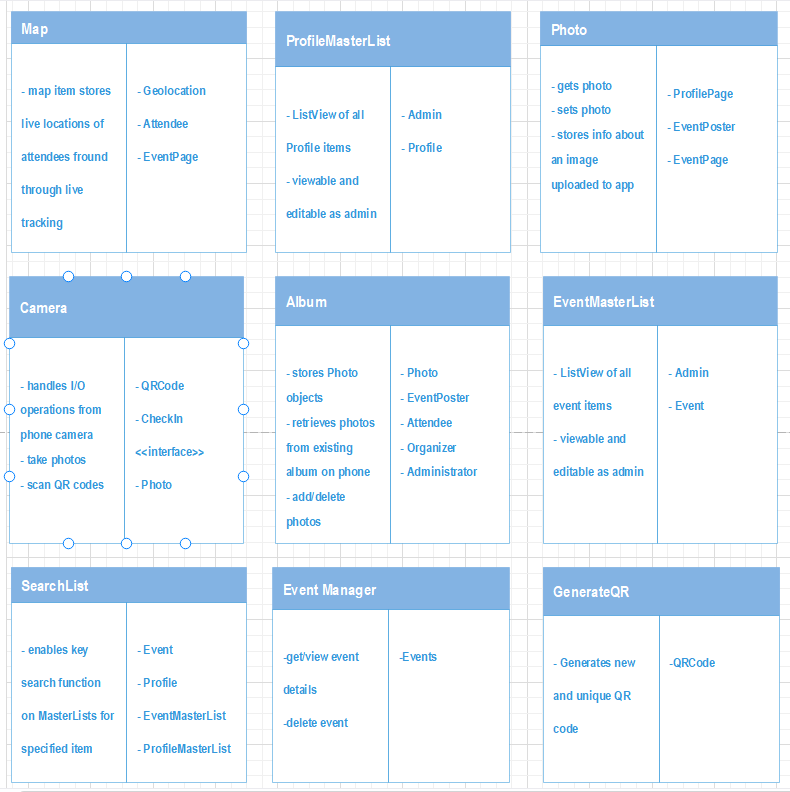 Map
- map item stores
live locations of
attendees fround
through live
tracking
- Geolocation
- Attendee
- EventPage
ProfileMasterList
- ListView of all
Profile items
- viewable and
editable as admin
- Admin
- Profile
Photo
- gets photo
- sets photo
- stores info about
an image
uploaded to app
- ProfilePage
- EventPoster
- EventPage
Camera
- handles I/O
operations from
phone camera
- take photos
- scan QR codes
- QRCode
- CheckIn
<<interface>>
- Photo
Album
- stores Photo
objects
- retrieves photos
from existing
album on phone
- add/delete
photos
- Photo
- EventPoster
- Attendee
- Organizer
- Administrator
EventMasterList
- ListView of all
event items
- viewable and
editable as admin
- Admin
- Event
SearchList
- enables key
search function
on MasterLists for
specified item
- Event
- Profile
- EventMasterList
- ProfileMasterList
Event Manager
-get/view event
details
-delete event
-Events
GenerateQR
- Generates new
and unique QR
code
-QRCode